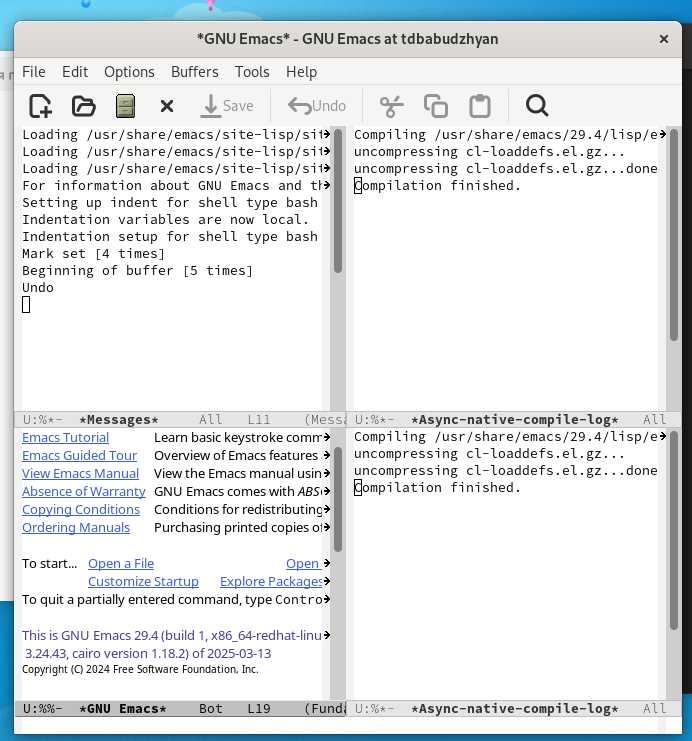 *GNU Emacs* - GNU Emacs at tdbabudzhyan
File Edit Options Buffers Tools Help
Save Undo
Loading /usr/share/emacs/site-lisp/sit
Loading /usr/share/emacs/site-lisp/sit
Loading /usr/share/emacs/site-lisp/sit
For information about GNU Emacs and th
Setting up indent for shell type bash
Indentation variables are now local.
Indentation setup for shell type bash
Mark set [4 times]
Beginning of buffer [5 times]
Undo
U:%*- *Messages* All L11 (Messa
Compiling /usr/share/emacs/29.4/lisp/e
uncompressing cl-loaddefs.el.gz...
uncompressing cl-loaddefs.el.gz...done
Compilation finished.
U:%*- *Async-native-compile-log* All
Emacs Tutorial Learn basic keystroke comm
Emacs Guided Tour Overview of Emacs features
View Emacs Manual View the Emacs manual usin
Absence of Warranty GNU Emacs comes with ABS
Copying Conditions Conditions for redistributing
Ordering Manuals Purchasing printed copies of
To start... Open a File Open
Customize Startup Explore Packages
To quit a partially entered command, type Contro
This is GNU Emacs 29.4 (build 1, x86_64-redhat-linu
3.24.43, cairo version 1.18.2) of 2025-03-13
Copyright (C) 2024 Free Software Foundation, Inc.
U:%%- *GNU Emacs* Bot L19 (Funda
Compiling /usr/share/emacs/29.4/lisp/e
uncompressing cl-loaddefs.el.gz...
uncompressing cl-loaddefs.el.gz...done
Compilation finished.
U:%*- *Async-native-compile-log* All